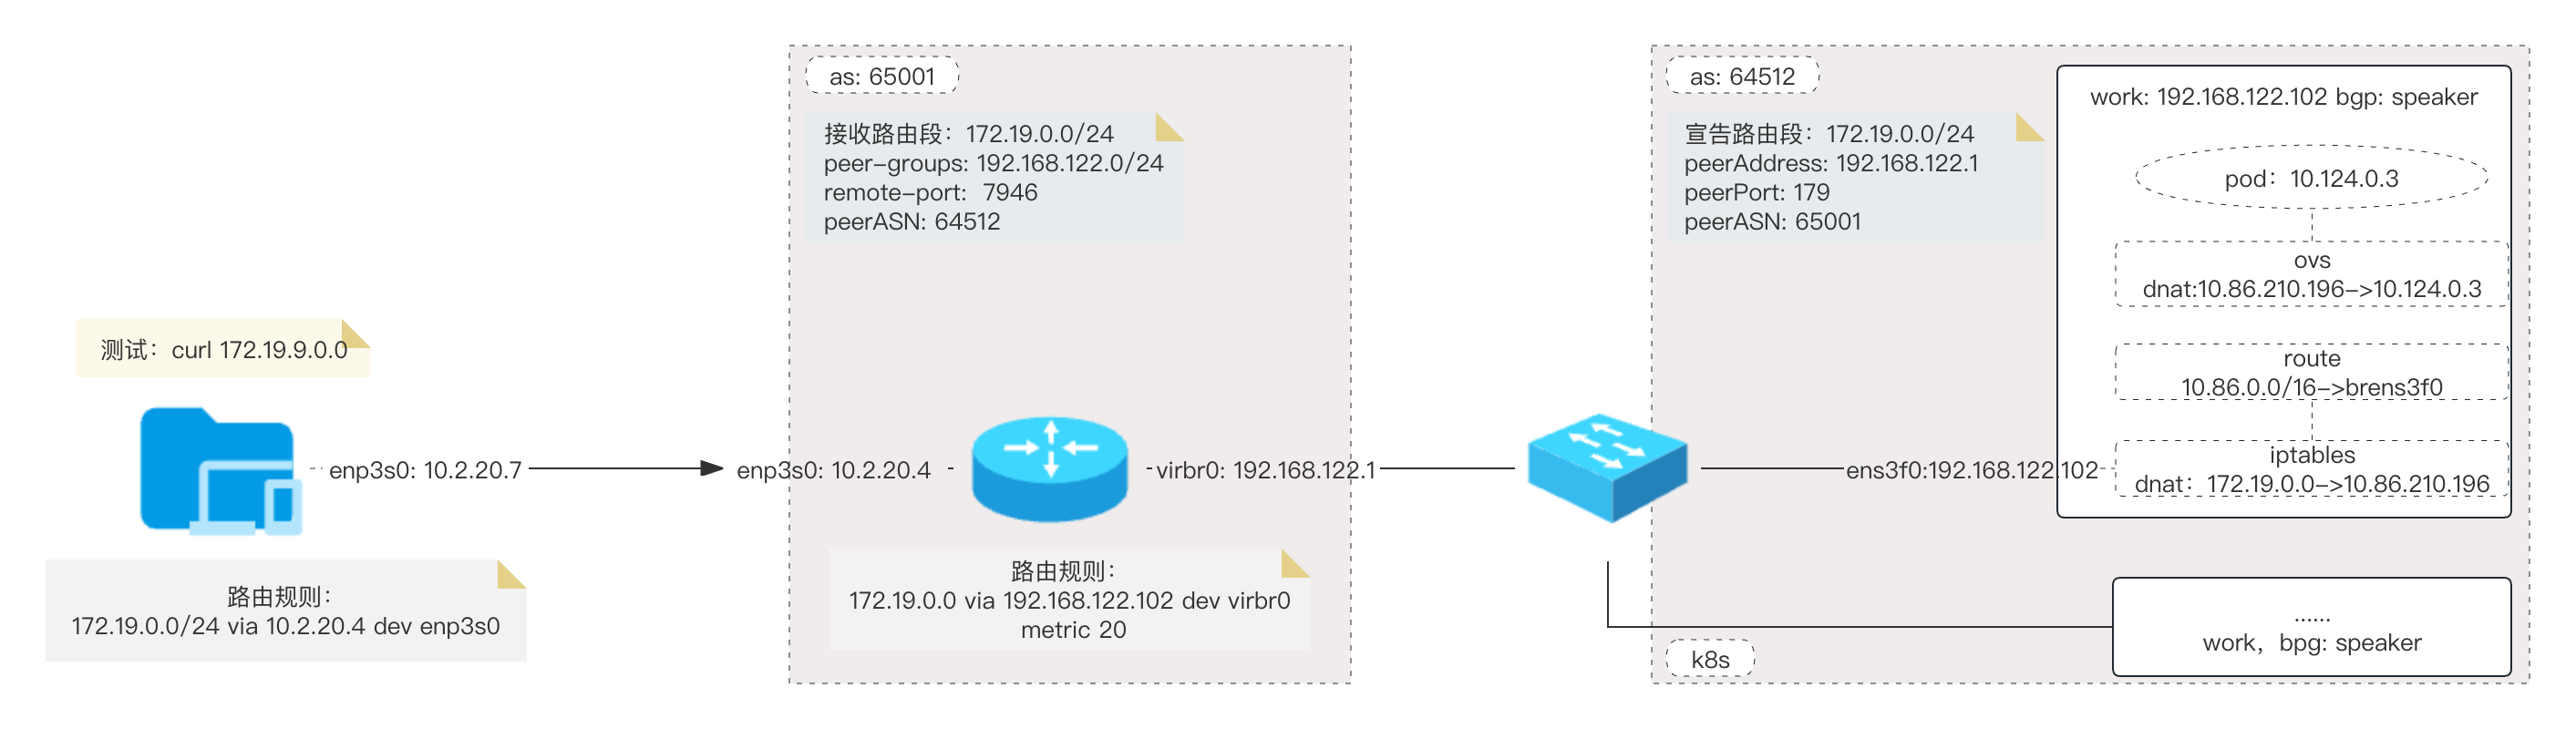 测试：curl 172.19.9.0.0
enp3s0: 10.2.20.7
路由规则：
172.19.0.0/24 via 10.2.20.4 dev enp3s0
as: 65001
接收路由段：172.19.0.0/24
peer-groups: 192.168.122.0/24
remote-port: 7946
peerASN: 64512
enp3s0: 10.2.20.4
virbr0: 192.168.122.1
路由规则：
172.19.0.0 via 192.168.122.102 dev virbr0
metric 20
as: 64512
宣告路由段：172.19.0.0/24
peerAddress: 192.168.122.1
peerPort: 179
peerASN: 65001
work: 192.168.122.102 bgp: speaker
pod：10.124.0.3
ovs
dnat:10.86.210.196->10.124.0.3
route
10.86.0.0/16->brens3f0
ens3f0:192.168.122.102
iptables
dnat：172.19.0.0->10.86.210.196
......
work，bpg: speaker
k8s